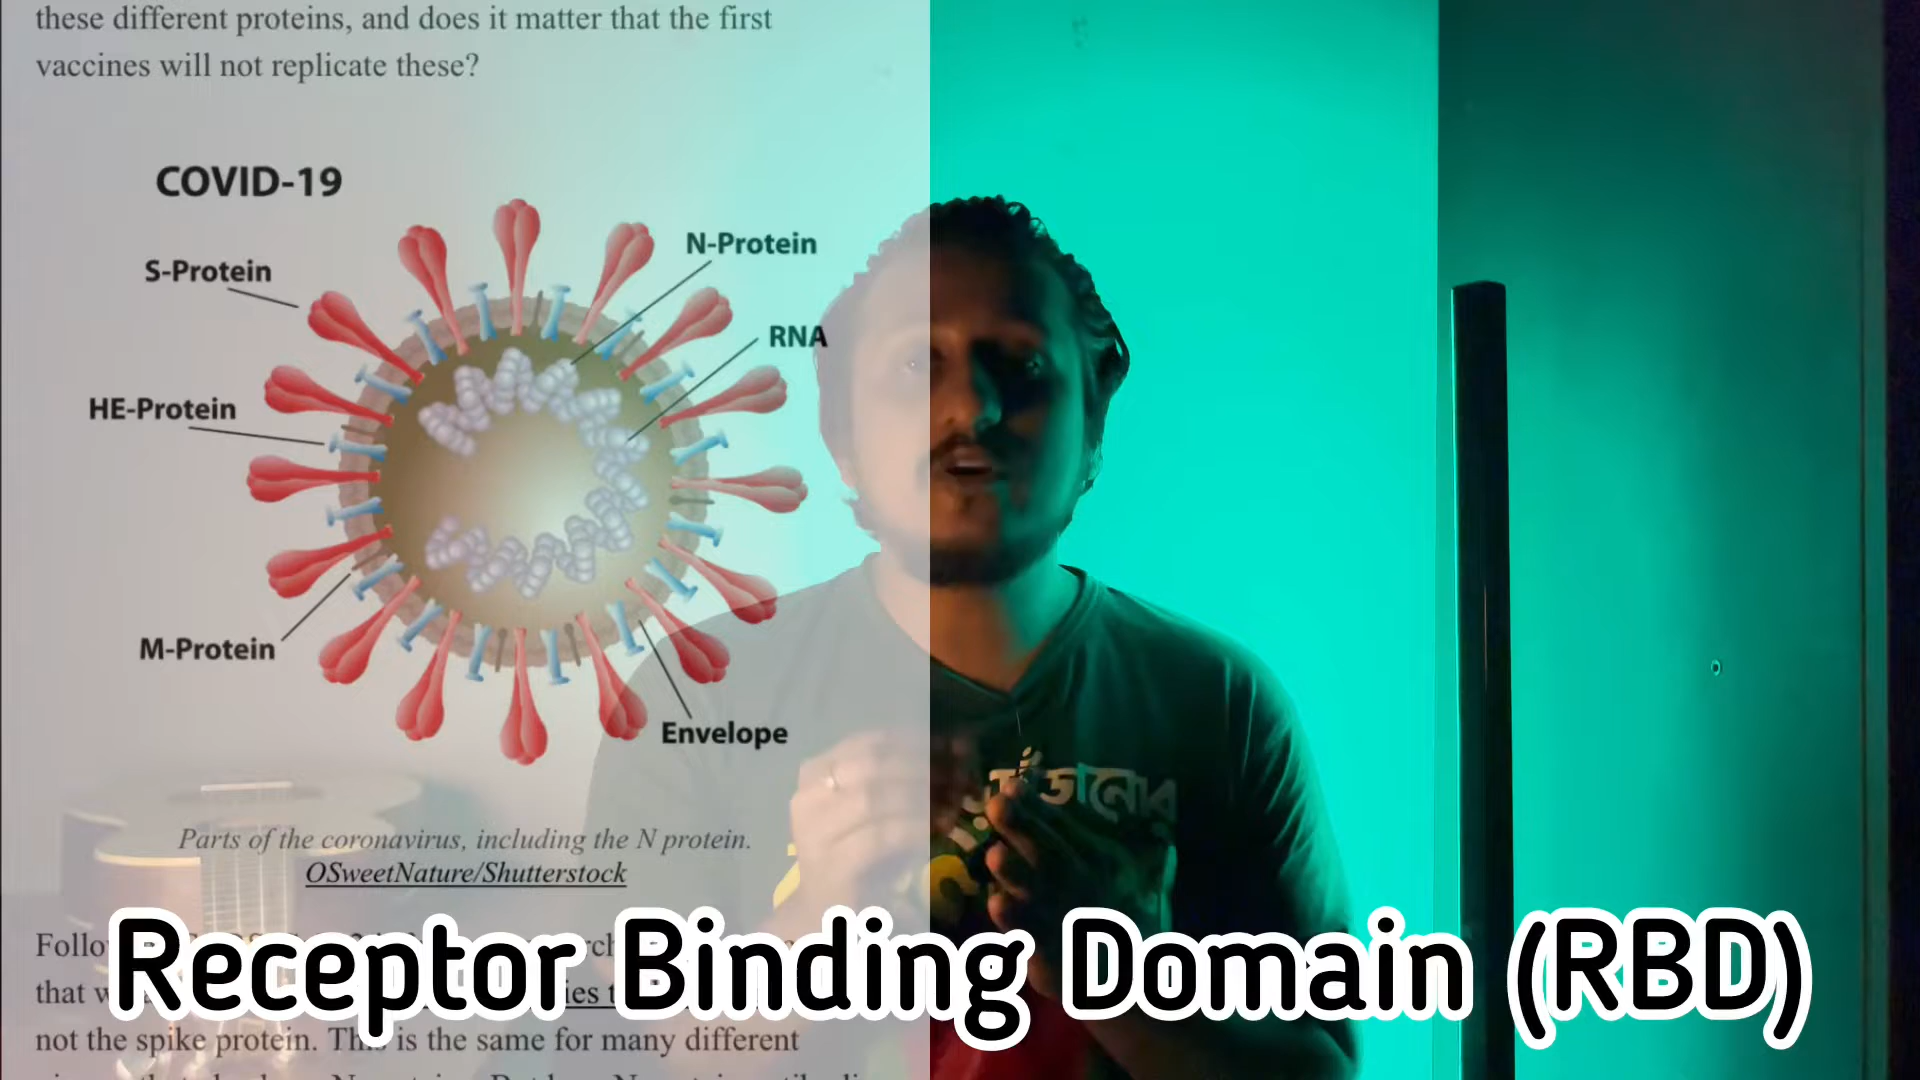 these different proteins, and does it matter that the first
vaccines will not replicate these?
COVID-19
N-Protein
S-Protein
RNA
HE-Protein
M-Protein
Envelope
Parts of the coronavirus, including the N protein.
OSweetNature/Shutterstock
Receptor Binding Domain (RBD)
that
not the spike protein. This is the same for many different